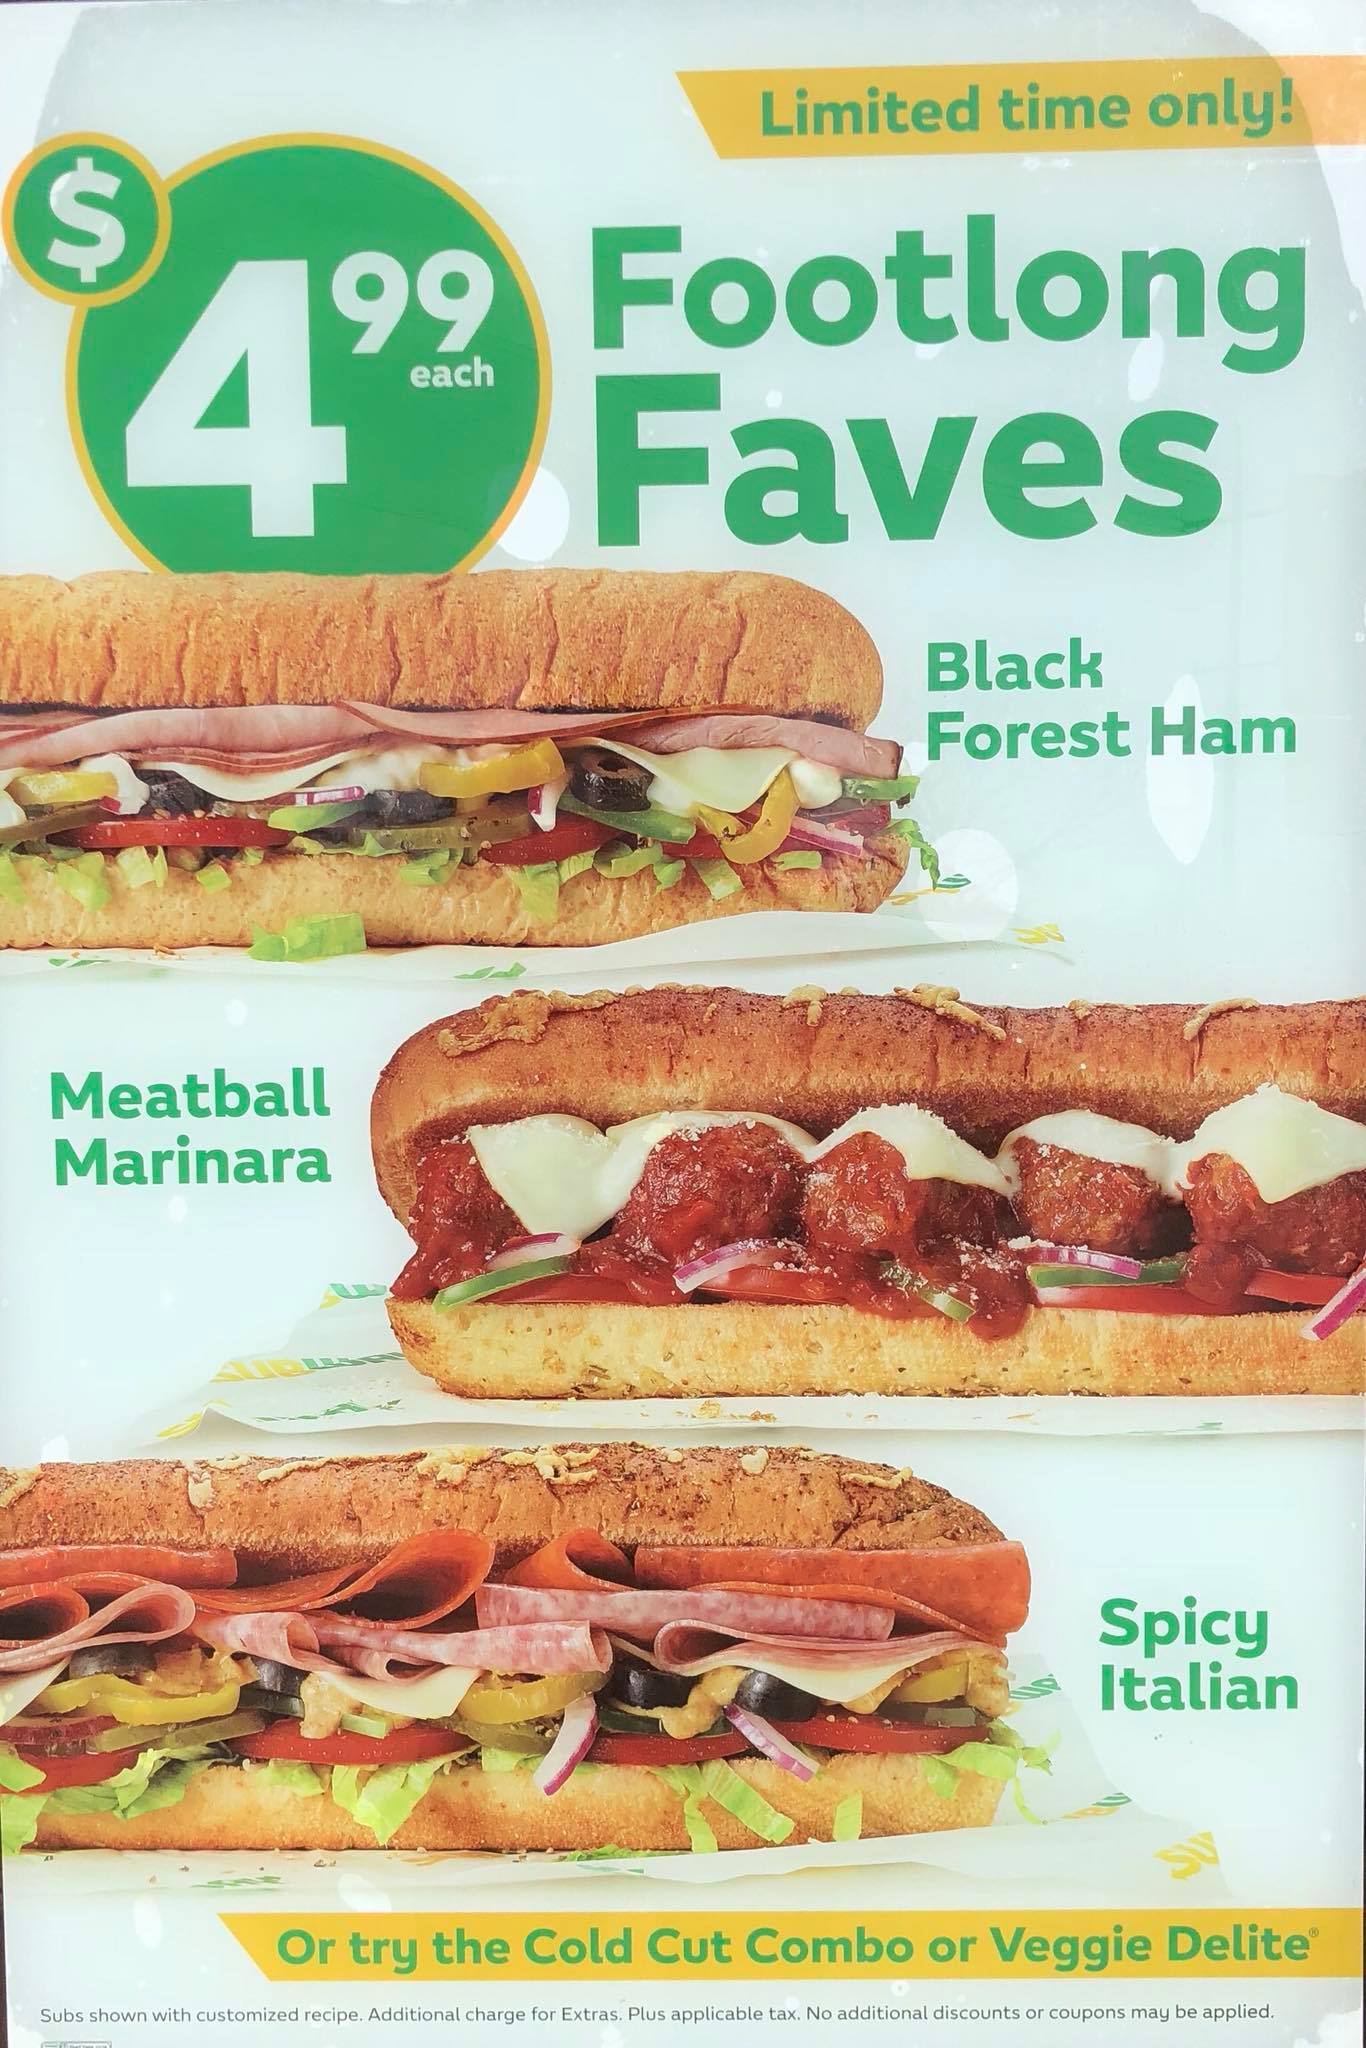 Limited time only!
$4.99
each
Footlong
Faves
Black
Forest Ham
Meatball
Marinara
SUBWAY
Spicy
Italian
Or try the Cold Cut Combo or Veggie Delite®
Subs shown with customized recipe. Additional charge for Extras. Plus applicable tax. No additional discounts or coupons may be applied.